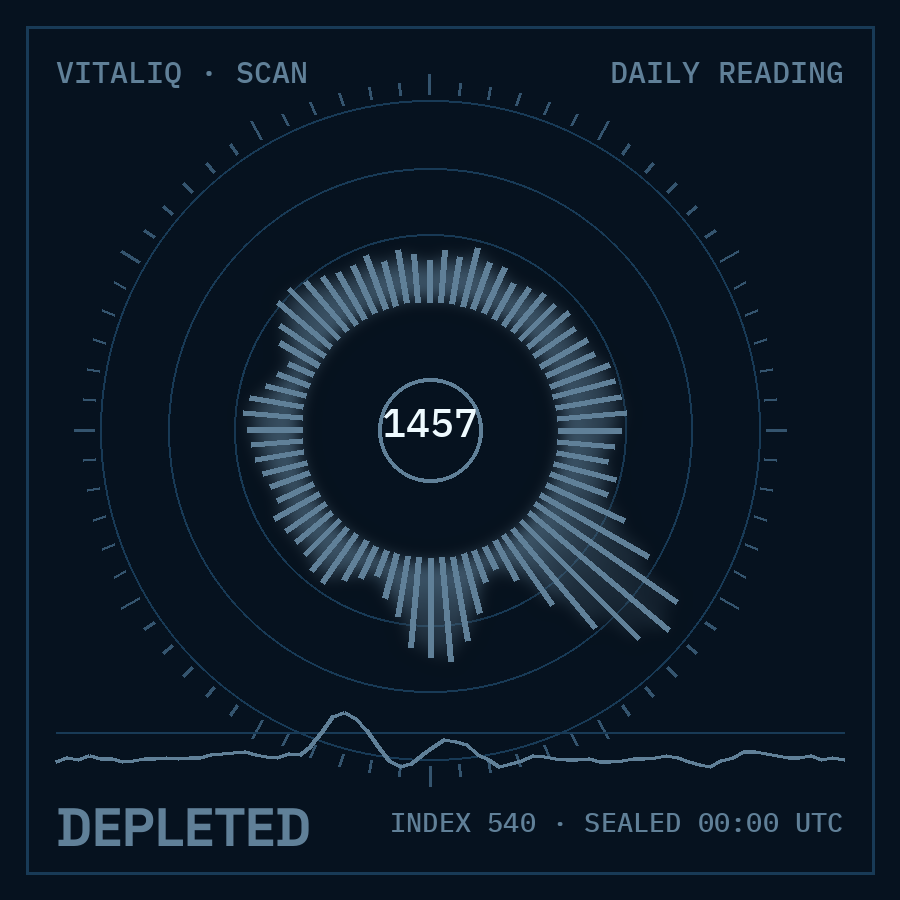 VITALIQ · SCAN
DAILY READING
1457
DEPLETED
INDEX 540 · SEALED 00:00 UTC